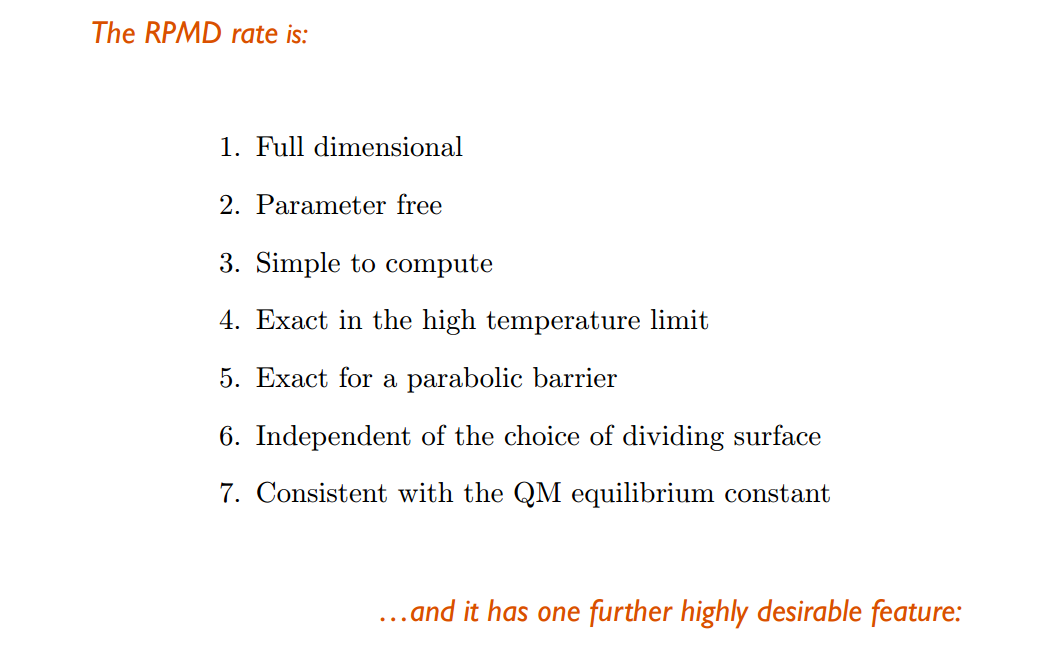 The RPMD rate is:
1. Full dimensional
2. Parameter free
3. Simple to compute
4. Exact in the high temperature limit
5. Exact for a parabolic barrier
6. Independent of the choice of dividing surface
7. Consistent with the QM equilibrium constant
…and it has one further highly desirable feature: